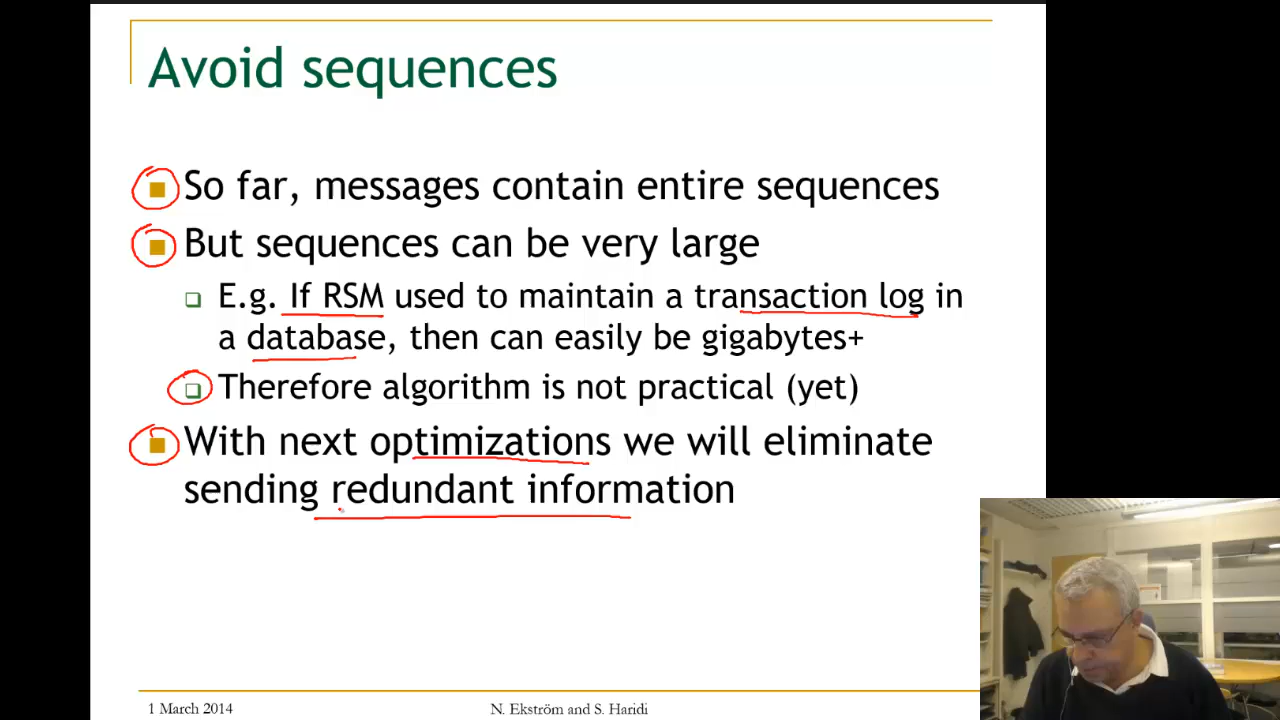 Avoid sequences
So far, messages contain entire sequences
But sequences can be very large
E.g. If RSM used to maintain a transaction log in
a database, then can easily be gigabytes+
Therefore algorithm is not practical (yet)
With next optimizations we will eliminate
sending redundant information
1 March 2014
N. Ekström and S. Haridi